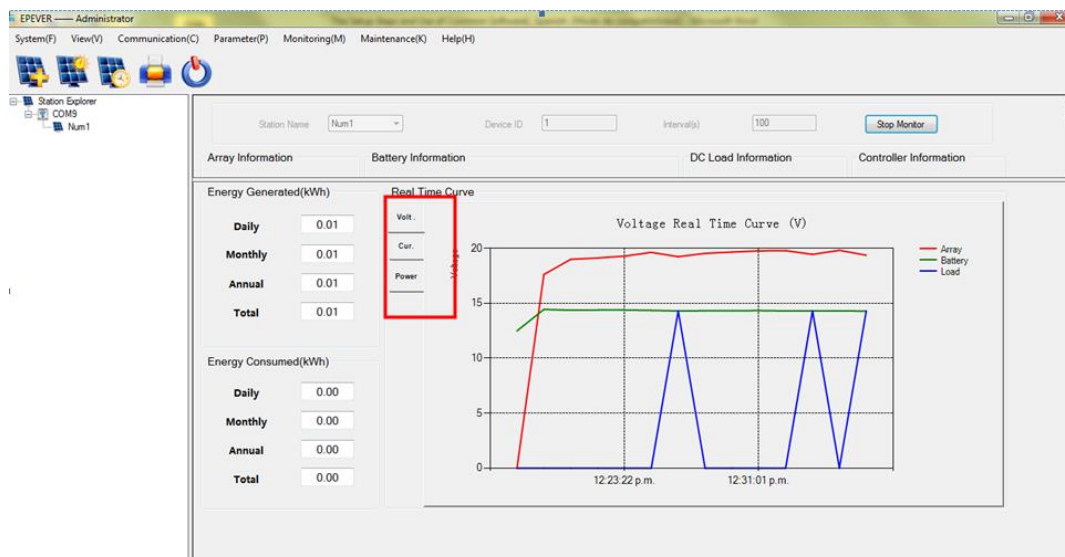 EPEVER —— Administrator
System(F) View(V) Communication(C) Parameter(P) Monitoring(M) Maintenance(K) Help(H)
Station Explorer
COM9
Num1
Station Name Num1 Device ID 1 Interval(s) 100 Stop Monitor
Array Information Battery Information DC Load Information Controller Information
Energy Generated(kWh)
Daily 0.01
Monthly 0.01
Annual 0.01
Total 0.01
Energy Consumed(kWh)
Daily 0.00
Monthly 0.00
Annual 0.00
Total 0.00
Real Time Curve
Volt .
Cur.
Power
Voltage Real Time Curve (V)
Voltage
20
15
10
5
0
12:23:22 p.m. 12:31:01 p.m.
Array
Battery
Load